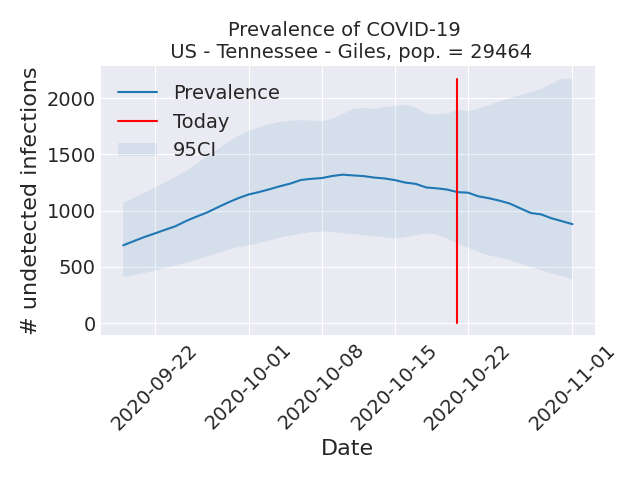 Prevalence of COVID-19
US - Tennessee - Giles, pop. = 29464
# undetected infections
2000
1500
1000
500
0
Prevalence
Today
95CI
2020-09-22
2020-10-01
2020-10-08
2020-10-15
2020-10-22
2020-11-01
Date